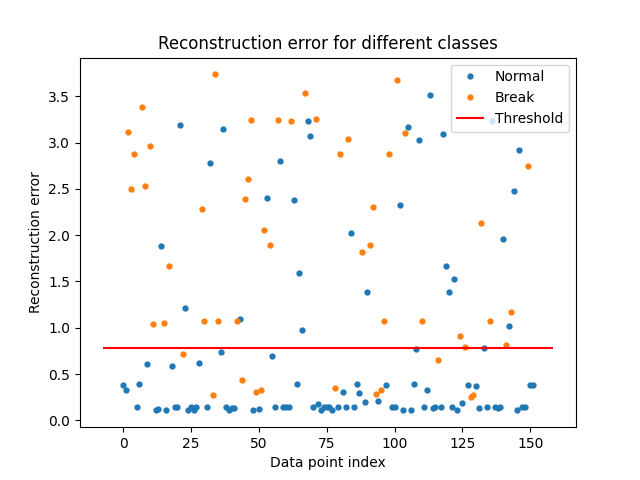 Reconstruction error for different classes
Normal
Break
Threshold
Reconstruction error
3.5
3.0
2.5
2.0
1.5
1.0
0.5
0.0
0 25 50 75 100 125 150
Data point index